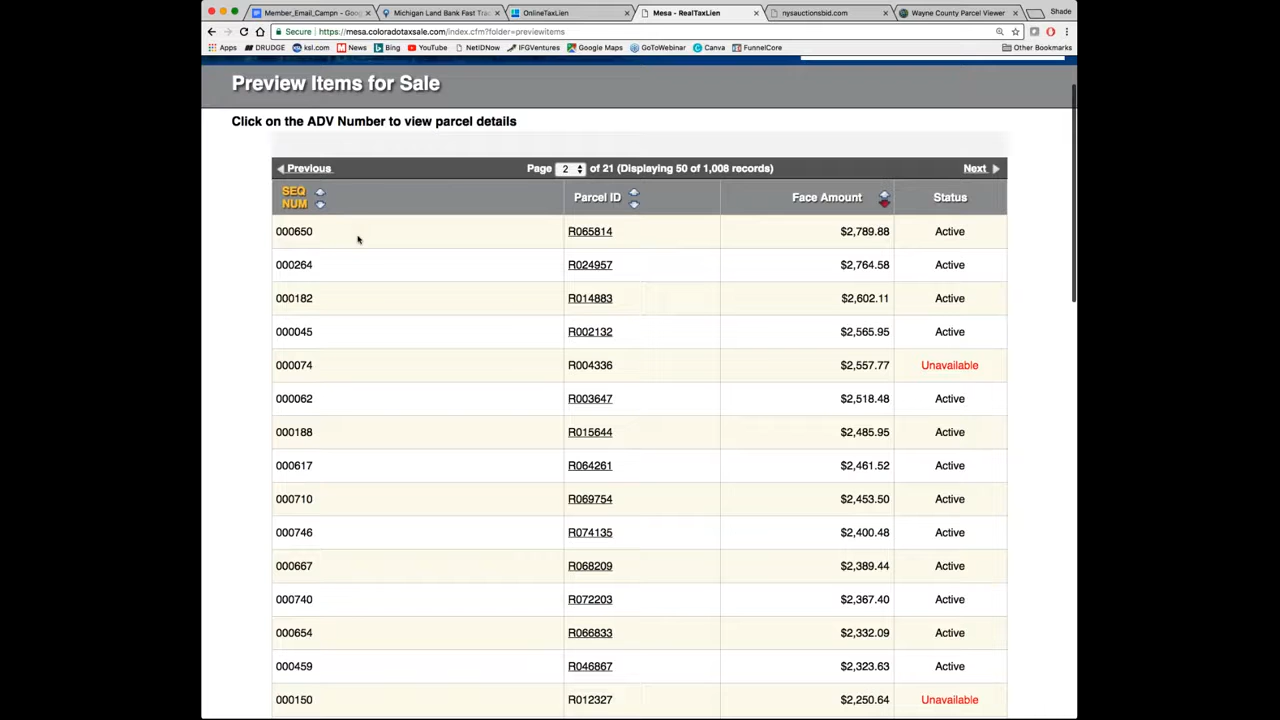 Member_Email_Campn - Goo
Michigan Land Bank Fast Trac
OnlineTaxLien
Mesa - RealTaxLien
nysauctionsbid.com
Wayne County Parcel Viewer
Shade
Secure
https://mesa.coloradotaxsale.com/index.cfm?folder=previewitems
Apps
DRUDGE
ksl.com
News
Bing
YouTube
NetIDNow
IFGVentures
Google Maps
GoToWebinar
Canva
FunnelCore
Other Bookmarks
Preview Items for Sale
Click on the ADV Number to view parcel details
Previous
Page 2 of 21 (Displaying 50 of 1,008 records)
Next
SEQ NUM
Parcel ID
Face Amount
Status
000650 R065814 $2,789.88 Active
000264 R024957 $2,764.58 Active
000182 R014883 $2,602.11 Active
000045 R002132 $2,565.95 Active
000074 R004336 $2,557.77 Unavailable
000062 R003647 $2,518.48 Active
000188 R015644 $2,485.95 Active
000617 R064261 $2,461.52 Active
000710 R069754 $2,453.50 Active
000746 R074135 $2,400.48 Active
000667 R068209 $2,389.44 Active
000740 R072203 $2,367.40 Active
000654 R066833 $2,332.09 Active
000459 R046867 $2,323.63 Active
000150 R012327 $2,250.64 Unavailable